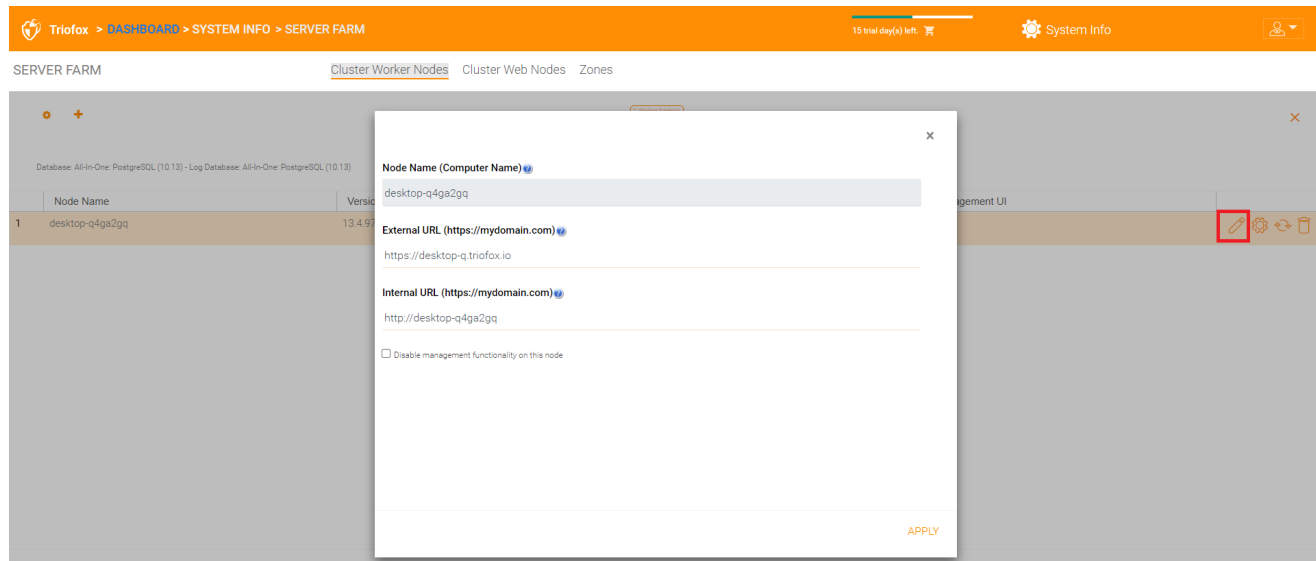 Triofox > DASHBOARD > SYSTEM INFO > SERVER FARM
15 trial day(s) left.
System Info
SERVER FARM
Cluster Worker Nodes
Cluster Web Nodes
Zones
Database: All-In-One: PostgreSQL (10.13) - Log Database: All-In-One: PostgreSQL (10.13)
Node Name
1
desktop-q4ga2gq
13.4.97
×
Node Name (Computer Name)
desktop-q4ga2gq
External URL (https://mydomain.com)
https://desktop-q.triofox.io
Internal URL (https://mydomain.com)
http://desktop-q4ga2gq
Disable management functionality on this node
APPLY